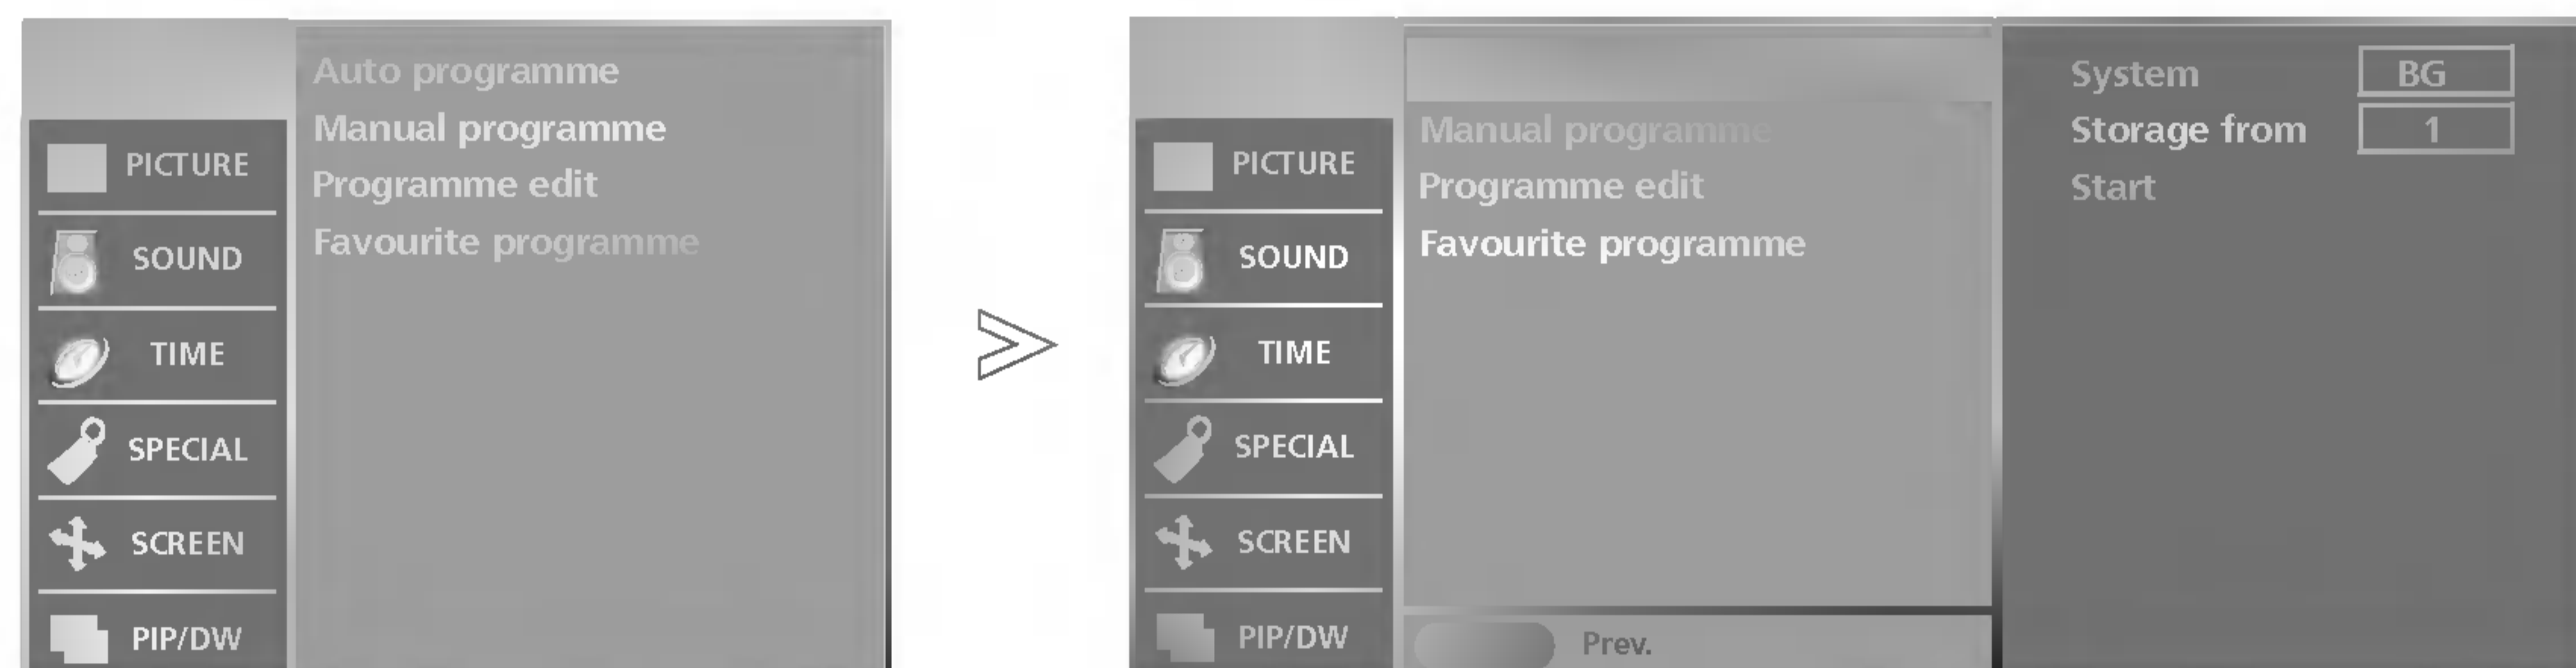 Auto programme
Manual programme
Programme edit
Favourite programme
PICTURE
SOUND
TIME
SPECIAL
SCREEN
PIP/DW
PICTURE
SOUND
TIME
SPECIAL
SCREEN
PIP/DW
Manual programme
Programme edit
Favourite programme
Prev.
System BG
Storage from 1
Start